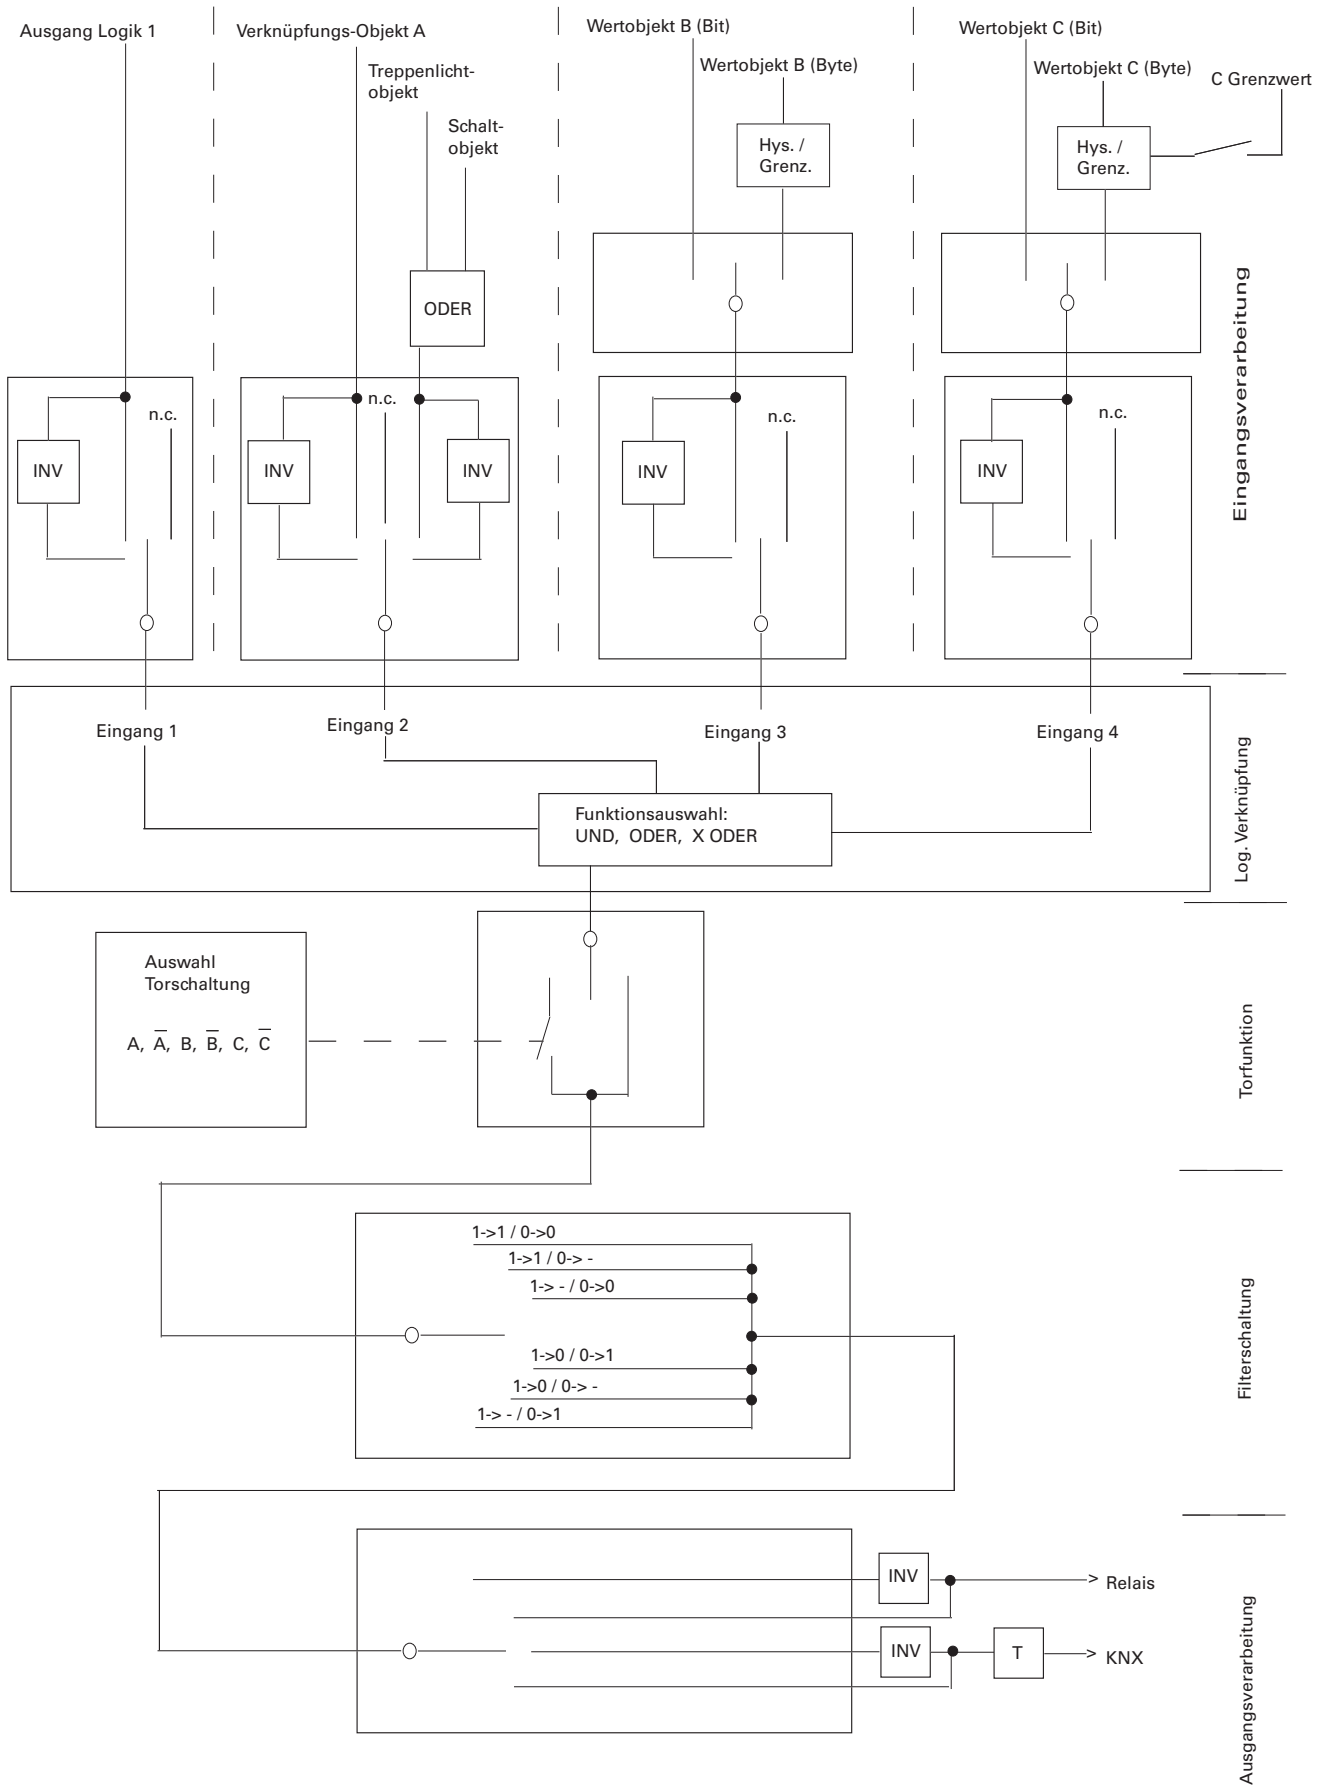 Ausgang Logik 1
Verknüpfungs-Objekt A
Treppenlicht-
objekt
Schalt-
objekt
Wertobjekt B (Bit)
Wertobjekt B (Byte)
Wertobjekt C (Bit)
Wertobjekt C (Byte)
C Grenzwert
Hys. /
Grenz.
Hys. /
Grenz.
ODER
n.c.
n.c.
n.c.
n.c.
INV
INV
INV
INV
INV
Eingangsverarbeitung
Eingang 1
Eingang 2
Eingang 3
Eingang 4
Funktionsauswahl:
UND, ODER, X ODER
Log. Verknüpfung
Auswahl
Torschaltung
A, A̅, B, B̅, C, C̅
Torfunktion
1->1 / 0->0
1->1 / 0-> -
1-> - / 0->0
1->0 / 0->1
1->0 / 0-> -
1-> - / 0->1
Filterschaltung
INV
> Relais
INV
T
> KNX
Ausgangsverarbeitung